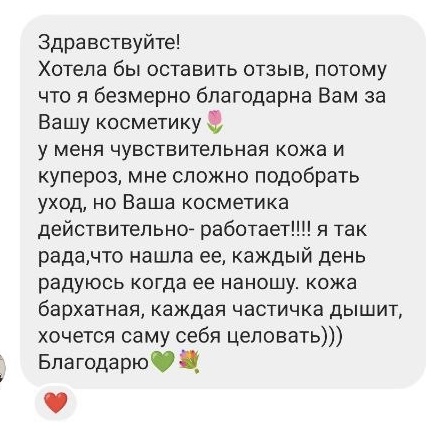 Здравствуйте!
Хотела бы оставить отзыв, потому
что я безмерно благодарна Вам за
Вашу косметику🌷
у меня чувствительная кожа и
купероз, мне сложно подобрать
уход, но Ваша косметика
действительно- работает!!!! я так
рада,что нашла ее, каждый день
радуюсь когда ее наношу. кожа
бархатная, каждая частичка дышит,
хочется саму себя целовать)))
Благодарю💚💐